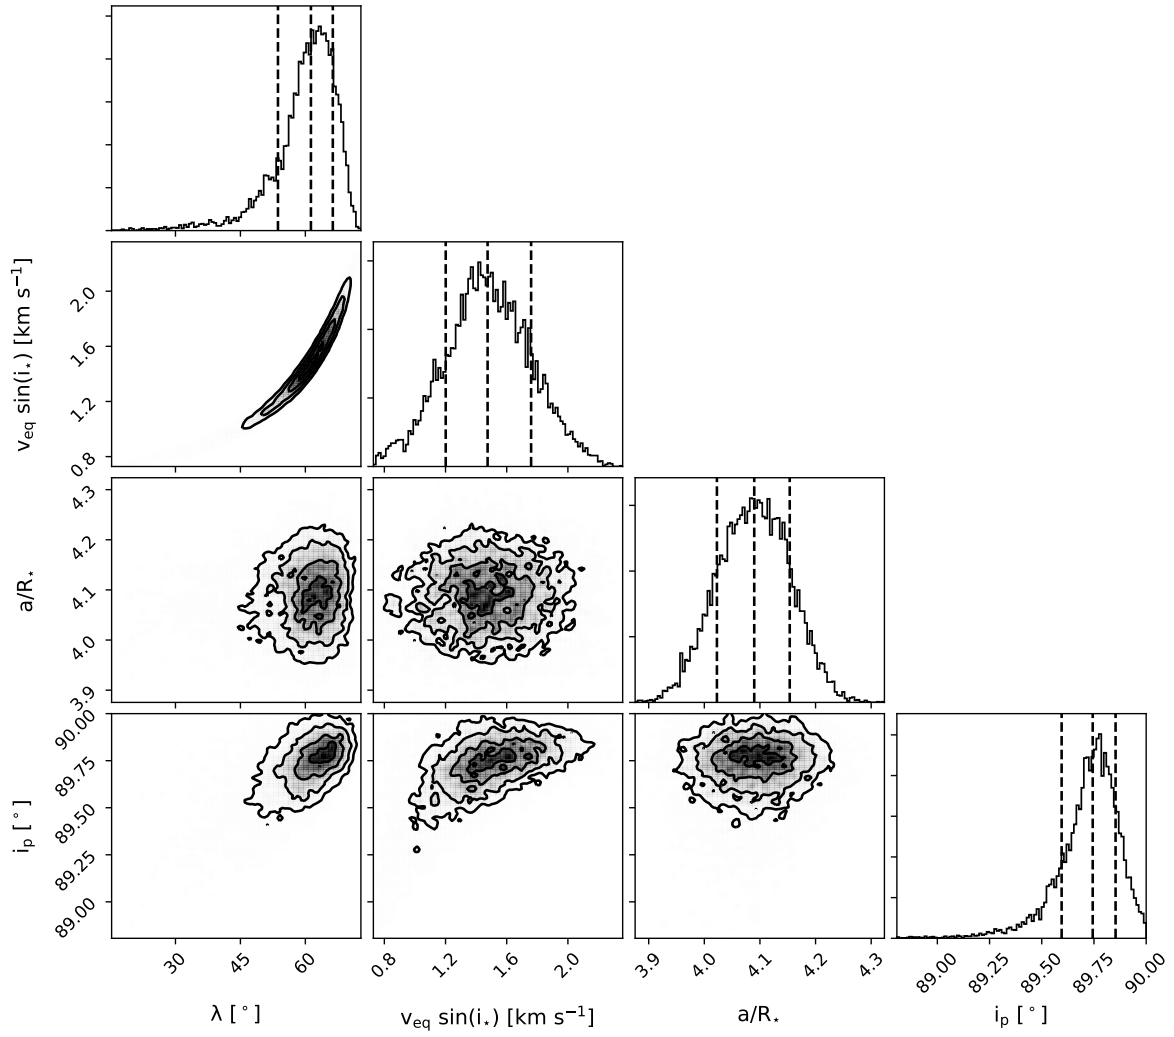 v_eq sin(i⋆) [km s⁻¹]
2.0
1.6
1.2
0.8
a/R⋆
4.3
4.2
4.1
4.0
3.9
i_p [°]
90.00
89.75
89.50
89.25
89.00
30 45 60 0.8 1.2 1.6 2.0 3.9 4.0 4.1 4.2 4.3 89.00 89.25 89.50 89.75 90.00
λ [°] v_eq sin(i⋆) [km s⁻¹] a/R⋆ i_p [°]